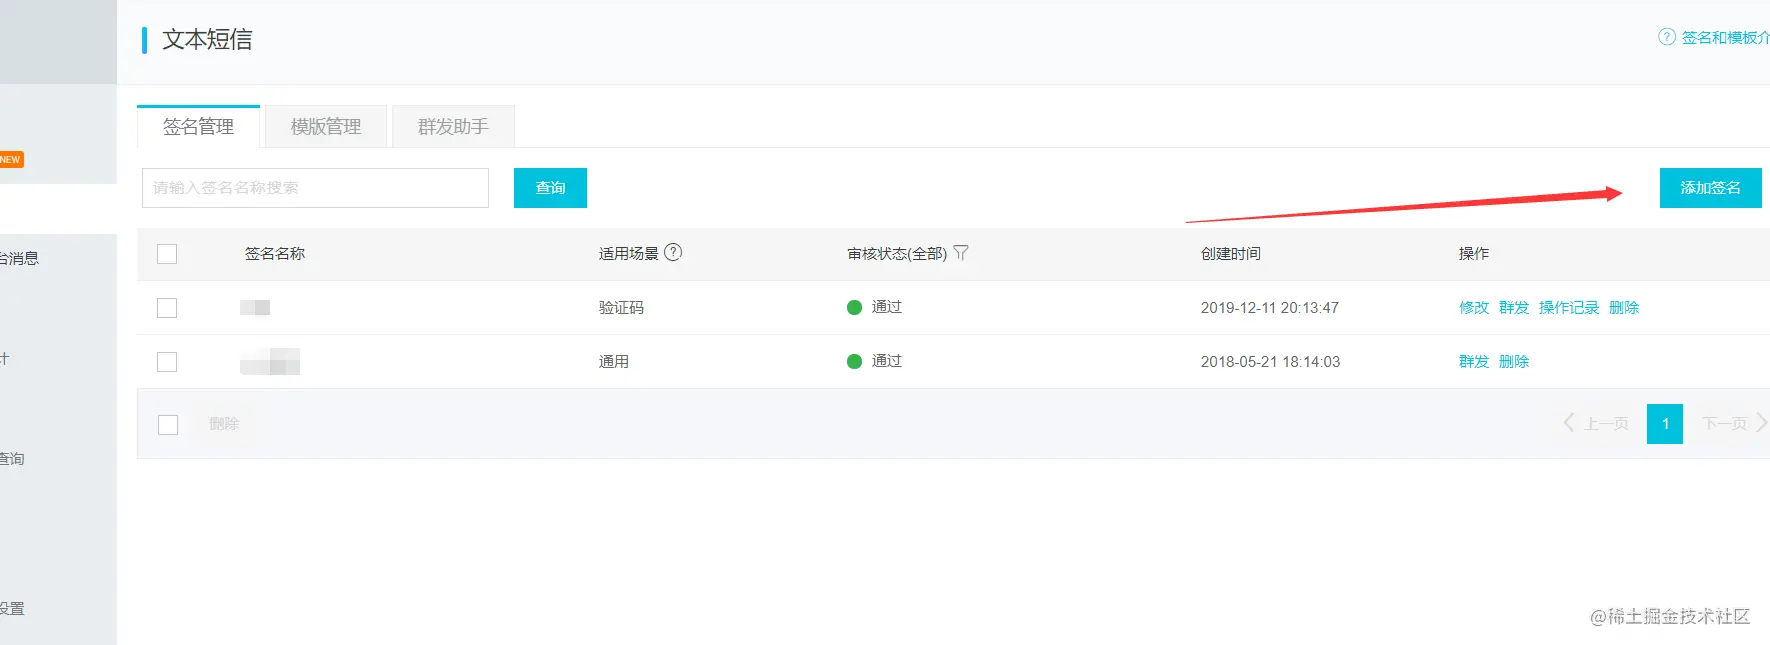 文本短信
签名和模板介
签名管理 模版管理 群发助手
NEW
请输入签名名称搜索 查询 添加签名
台消息
签名名称 适用场景 ? 审核状态(全部) 创建时间 操作
验证码 通过 2019-12-11 20:13:47 修改 群发 操作记录 删除
计
通用 通过 2018-05-21 18:14:03 群发 删除
删除 上一页 1 下一页
查询
设置
@稀土掘金技术社区